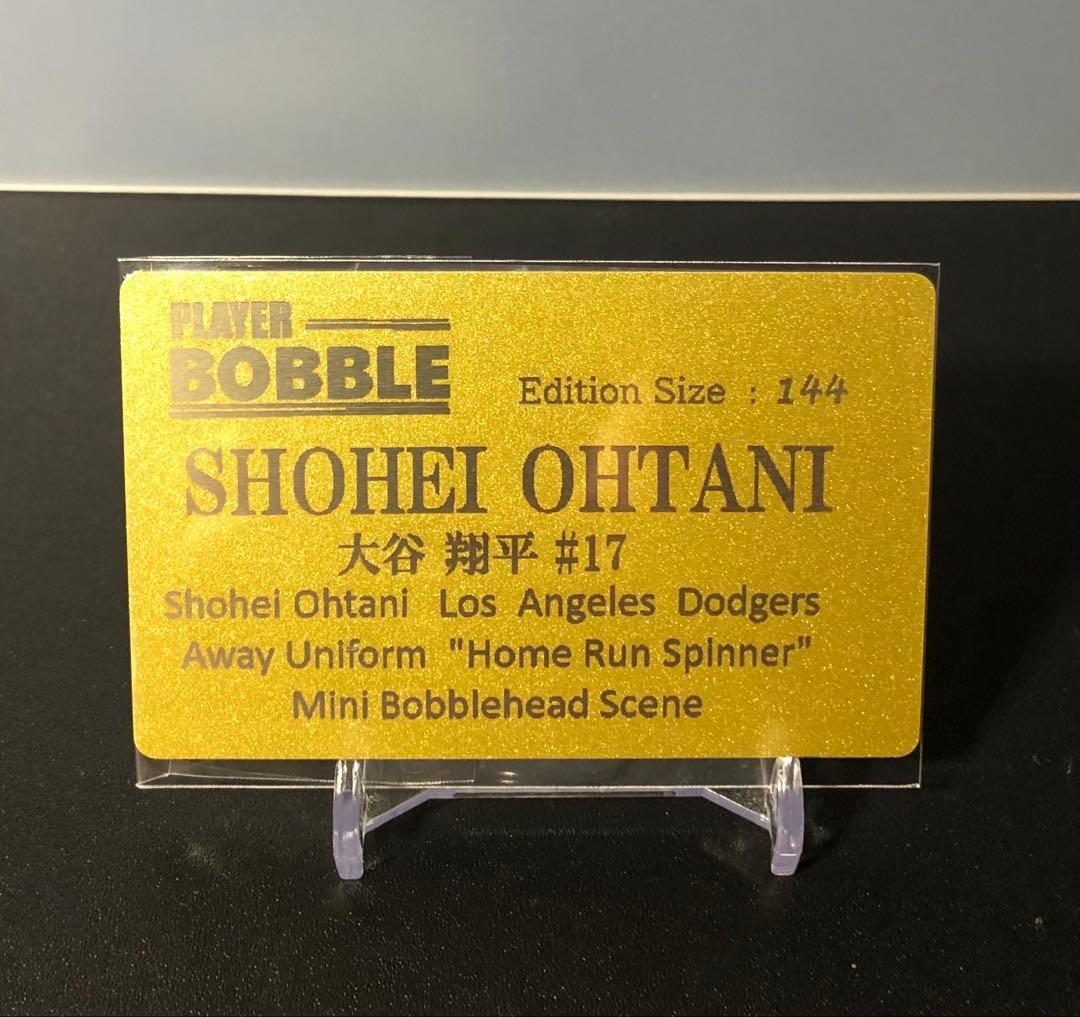 PLAYER
BOBBLE
Edition Size : 144
SHOHEI OHTANI
大谷 翔平 #17
Shohei Ohtani Los Angeles Dodgers
Away Uniform "Home Run Spinner"
Mini Bobblehead Scene